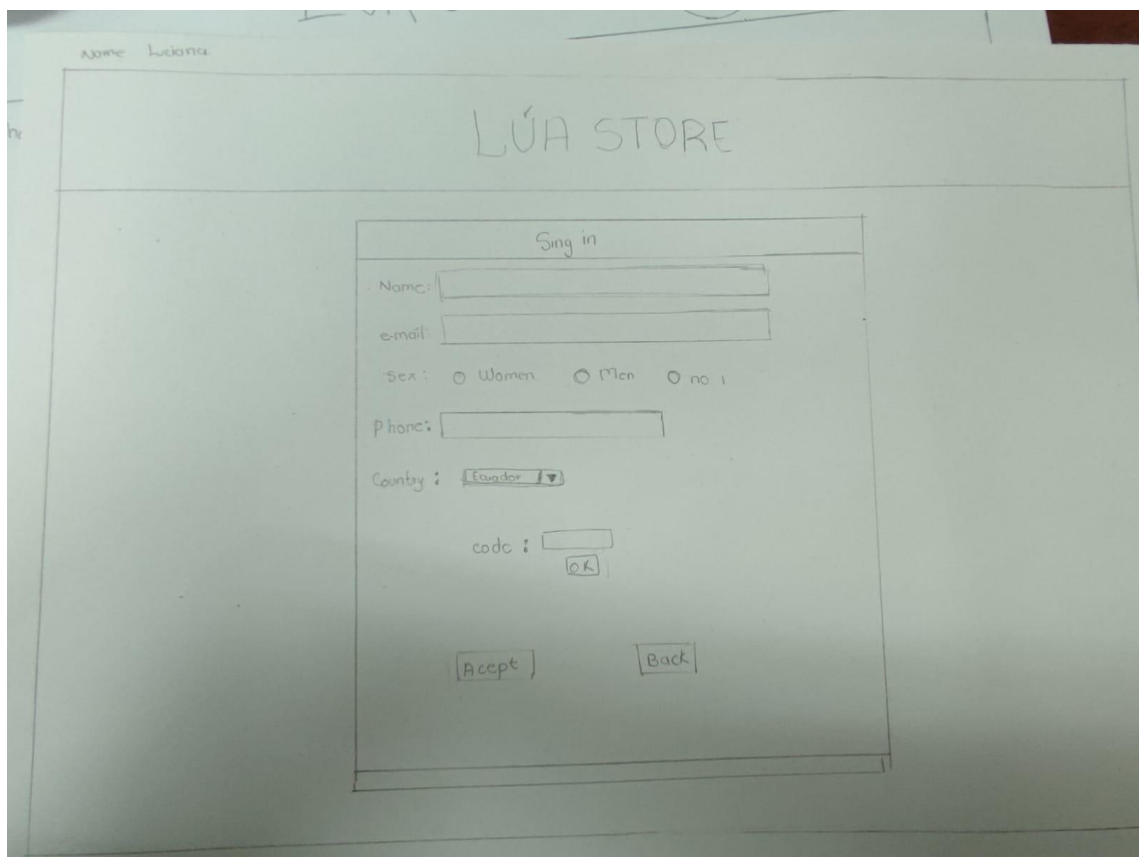 Name Luciana
LÚA STORE
Sing in
Name:
e-mail:
Sex: Women Men no
Phone:
Country: Ecuador
code:
OK
Acept Back